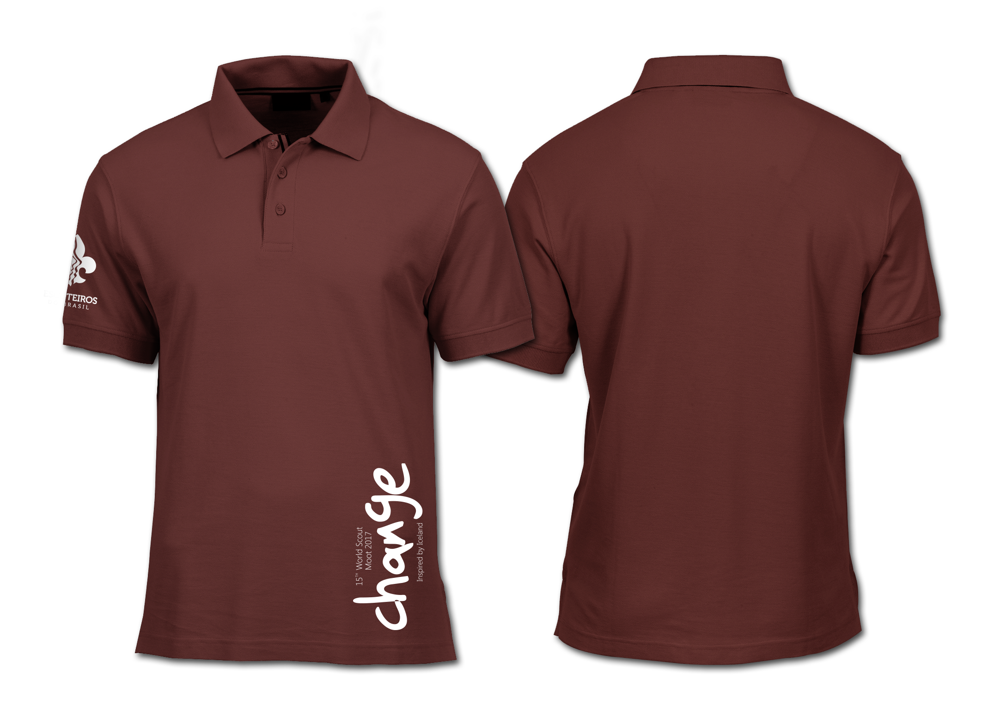 TEIROS
BRASIL
15TH World Scout
Moot 2017
change
Inspired by Iceland